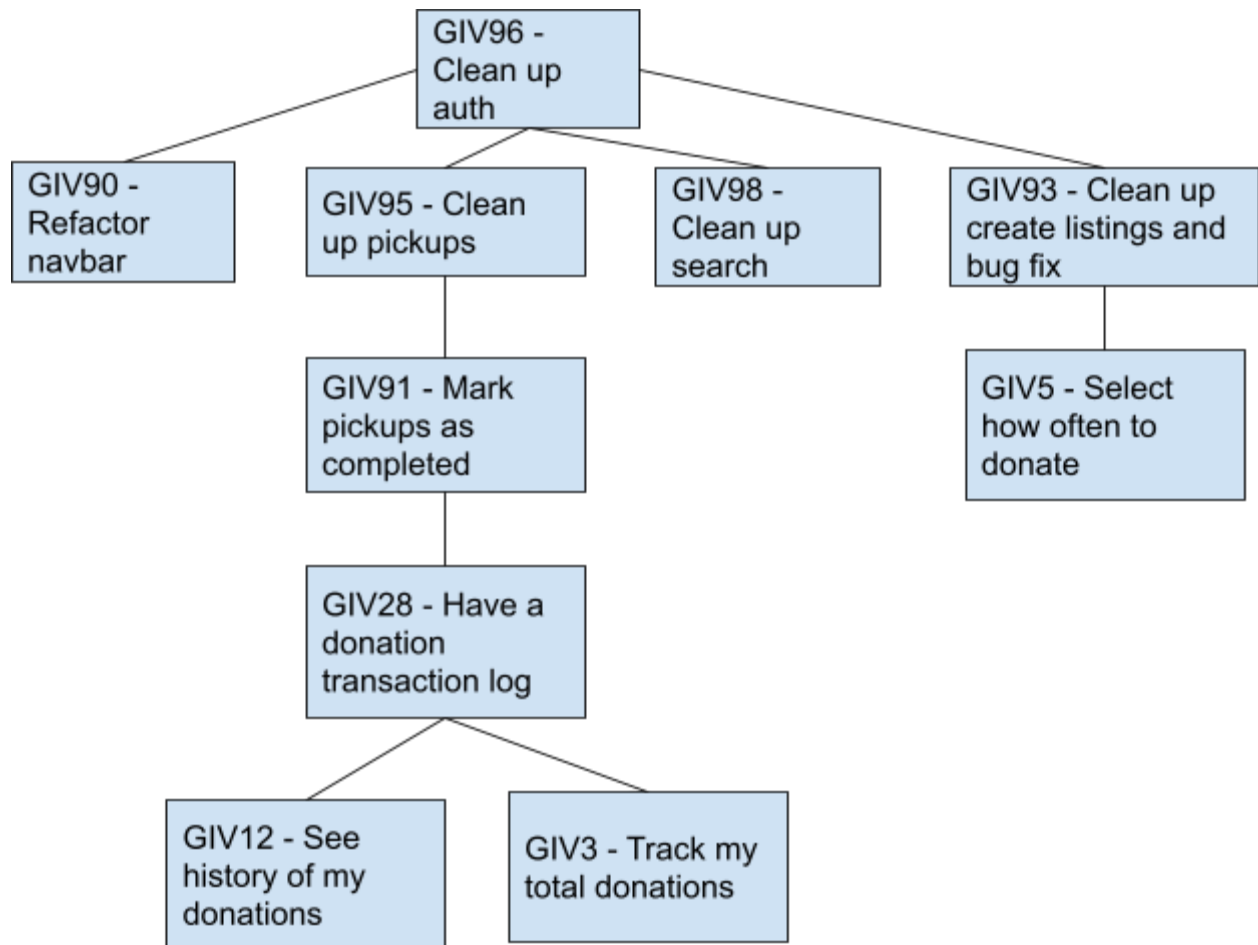 GIV96 -
Clean up
auth
GIV90 -
Refactor
navbar
GIV95 - Clean
up pickups
GIV98 -
Clean up
search
GIV93 - Clean up
create listings and
bug fix
GIV91 - Mark
pickups as
completed
GIV5 - Select
how often to
donate
GIV28 - Have a
donation
transaction log
GIV12 - See
history of my
donations
GIV3 - Track my
total donations